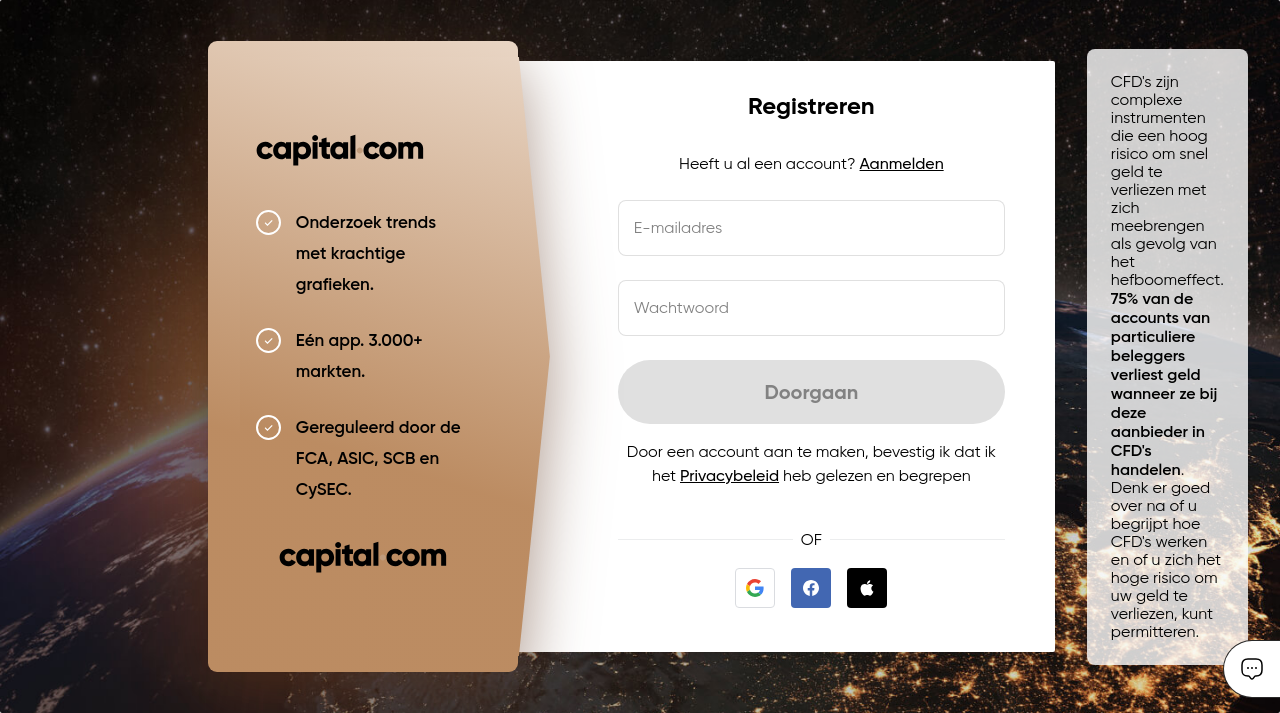 capital.com
Onderzoek trends
met krachtige
grafieken.
Eén app. 3.000+
markten.
Gereguleerd door de
FCA, ASIC, SCB en
CySEC.
capital com
Registreren
Heeft u al een account? Aanmelden
E-mailadres
Wachtwoord
Doorgaan
Door een account aan te maken, bevestig ik dat ik
het Privacybeleid heb gelezen en begrepen
OF
CFD's zijn
complexe
instrumenten
die een hoog
risico om snel
geld te
verliezen met
zich
meebrengen
als gevolg van
het
hefboomeffect.
75% van de
accounts van
particuliere
beleggers
verliest geld
wanneer ze bij
deze
aanbieder in
CFD's
handelen.
Denk er goed
over na of u
begrijpt hoe
CFD's werken
en of u zich het
hoge risico om
uw geld te
verliezen, kunt
permitteren.